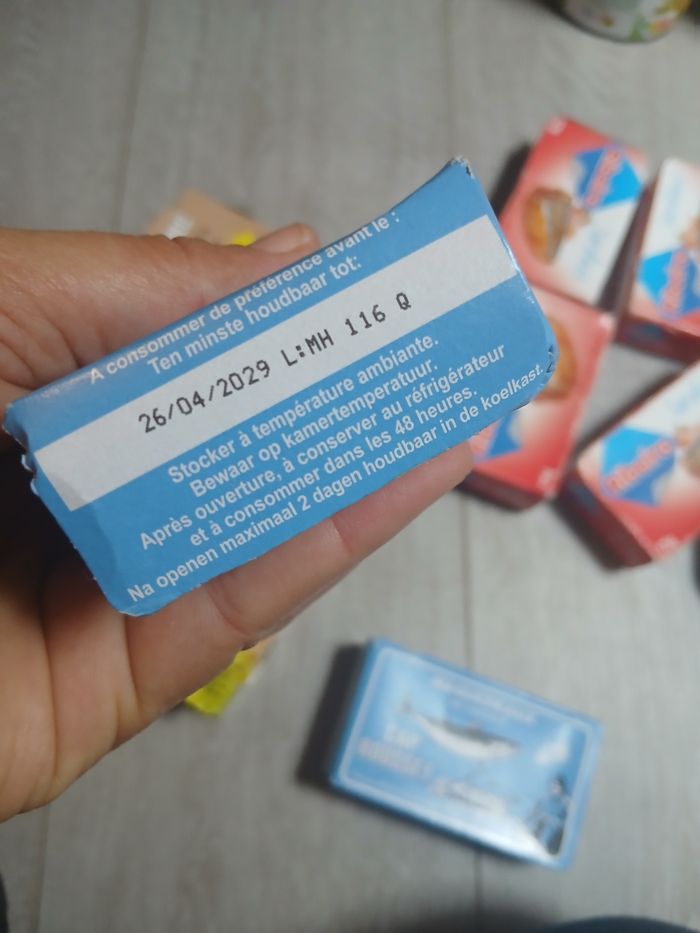 A consommer de préférence avant le :
Ten minste houdbaar tot:
26/04/2029 L:MH 116 Q
Stocker à température ambiante.
Bewaar op kamertemperatuur.
Après ouverture, à conserver au réfrigérateur
et à consommer dans les 48 heures.
Na openen maximaal 2 dagen houdbaar in de koelkast.